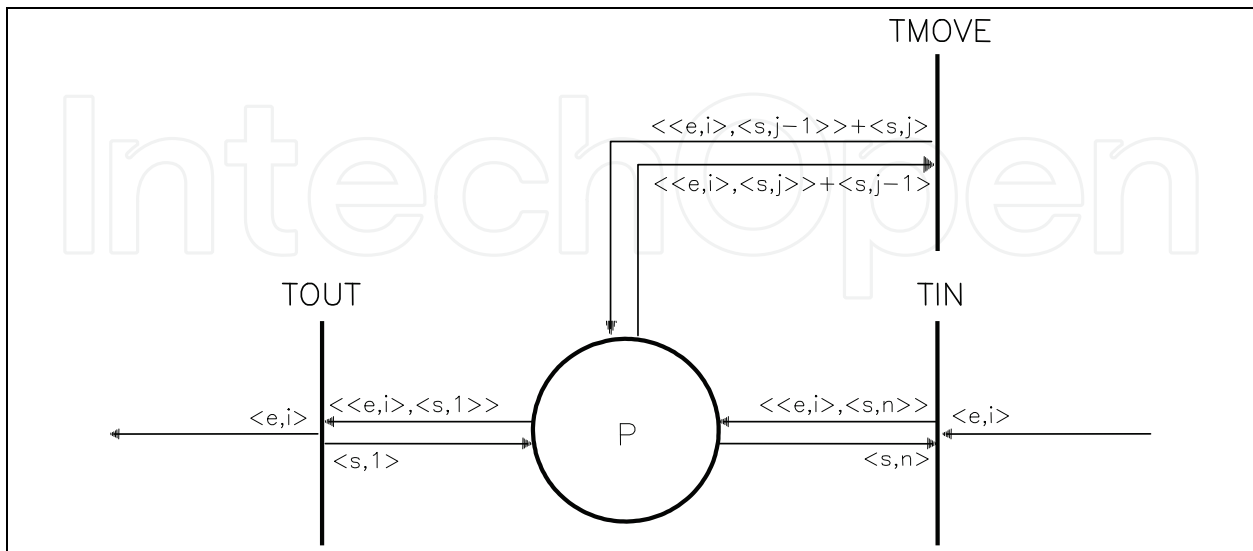 TMOVE
IntechOpen
<<e,i>,<s,j-1>>+<s,j>
<<e,i>,<s,j>>+<s,j-1>
TOUT
TIN
<e,i>
<<e,i>,<s,1>>
<<e,i>,<s,n>>
<e,i>
P
<s,1>
<s,n>